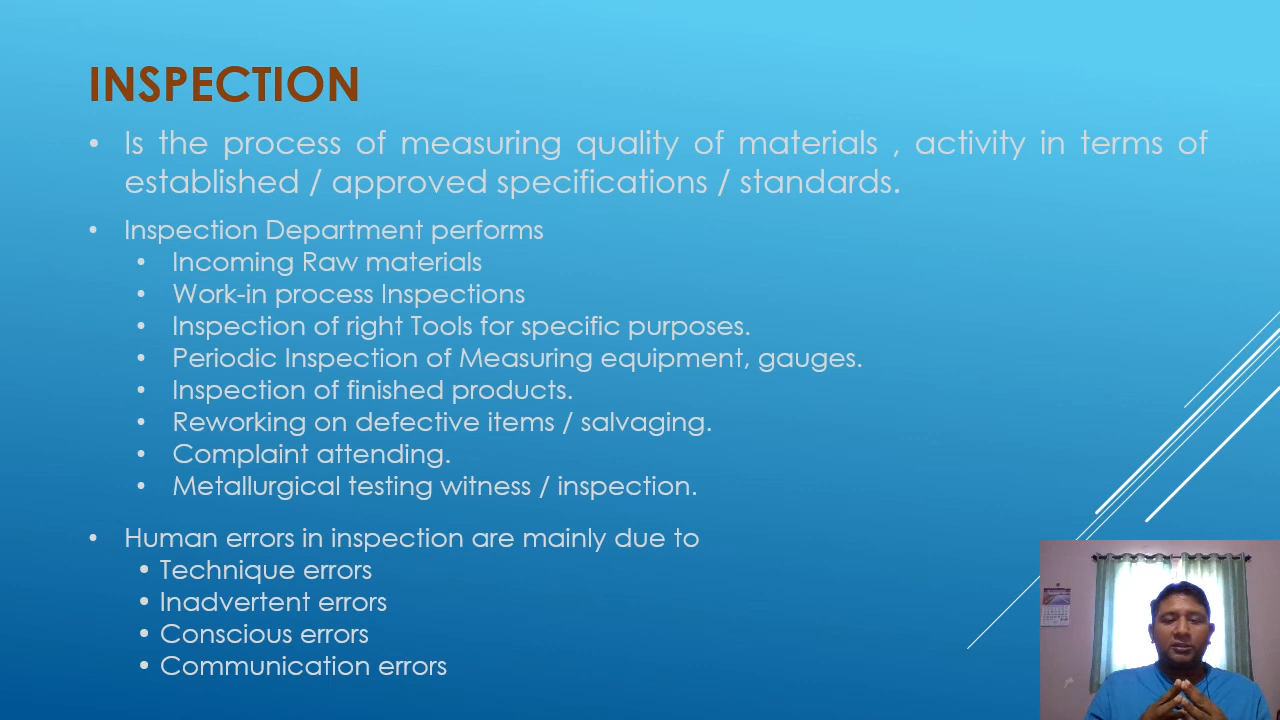 INSPECTION
• Is the process of measuring quality of materials , activity in terms of
established / approved specifications / standards.
• Inspection Department performs
• Incoming Raw materials
• Work-in process Inspections
• Inspection of right Tools for specific purposes.
• Periodic Inspection of Measuring equipment, gauges.
• Inspection of finished products.
• Reworking on defective items / salvaging.
• Complaint attending.
• Metallurgical testing witness / inspection.
• Human errors in inspection are mainly due to
• Technique errors
• Inadvertent errors
• Conscious errors
• Communication errors